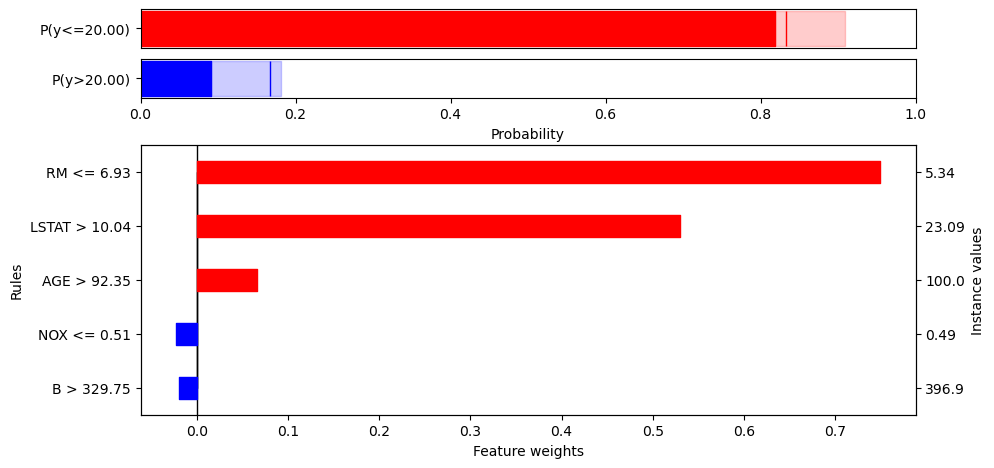 P(y<=20.00)
P(y>20.00)
0.0 0.2 0.4 0.6 0.8 1.0
Probability
RM <= 6.93 5.34
LSTAT > 10.04 23.09
AGE > 92.35 100.0
NOX <= 0.51 0.49
B > 329.75 396.9
Rules
Instance values
0.0 0.1 0.2 0.3 0.4 0.5 0.6 0.7
Feature weights